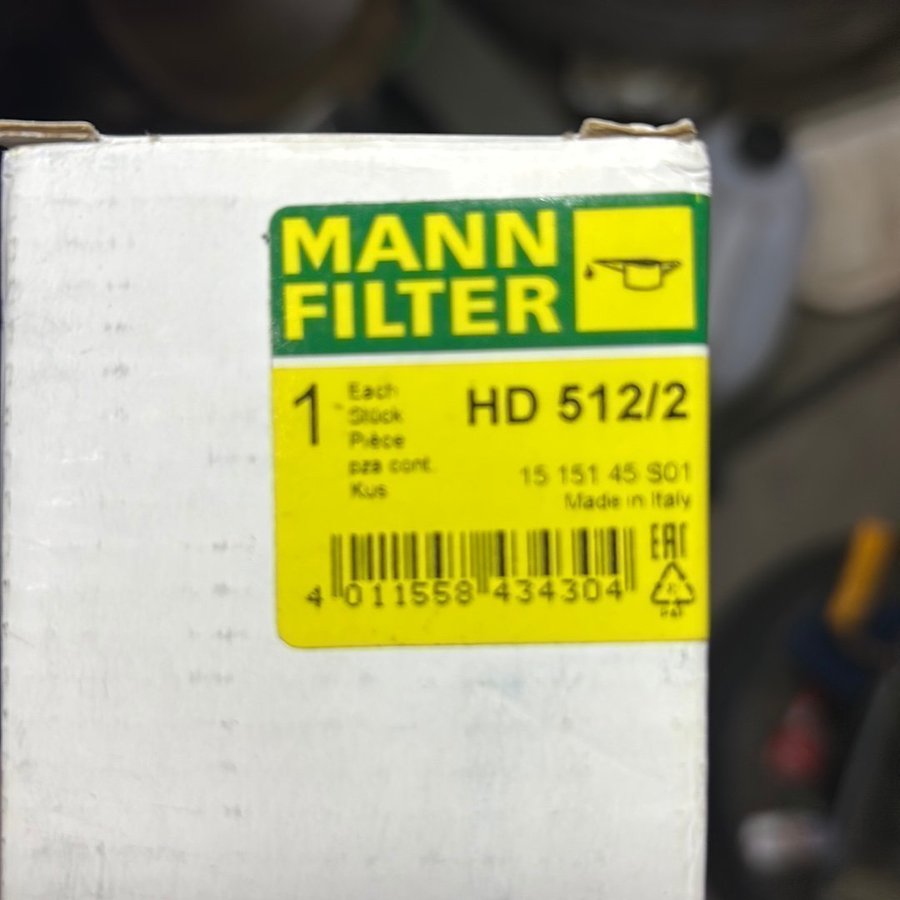 MANN
FILTER
1
Each
Stück
Pièce
pza cont.
Kus
HD 512/2
15 151 45 S01
Made in Italy
EAC
4 011558 434304
PAP